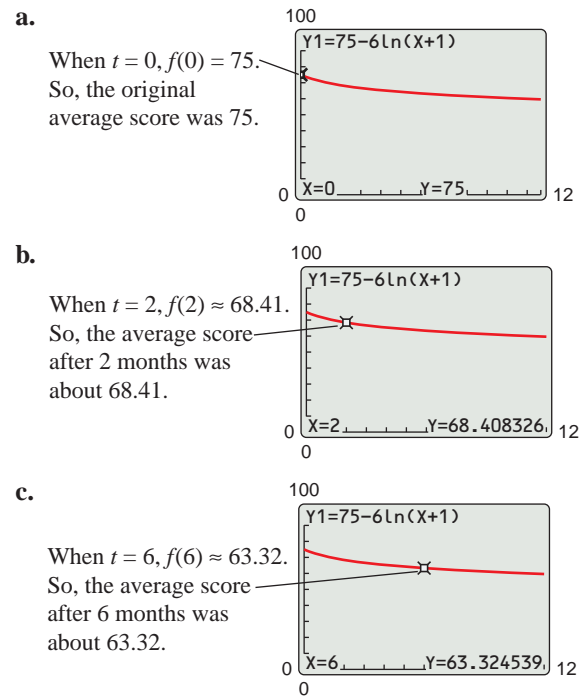 a.
100
When t = 0, f(0) = 75.
So, the original
average score was 75.
Y1=75-6ln(X+1)
X=0 Y=75
0
12
0
b.
100
When t = 2, f(2) ≈ 68.41.
So, the average score
after 2 months was
about 68.41.
Y1=75-6ln(X+1)
X=2 Y=68.408326
0
12
0
c.
100
When t = 6, f(6) ≈ 63.32.
So, the average score
after 6 months was
about 63.32.
Y1=75-6ln(X+1)
X=6 Y=63.324539
0
12
0